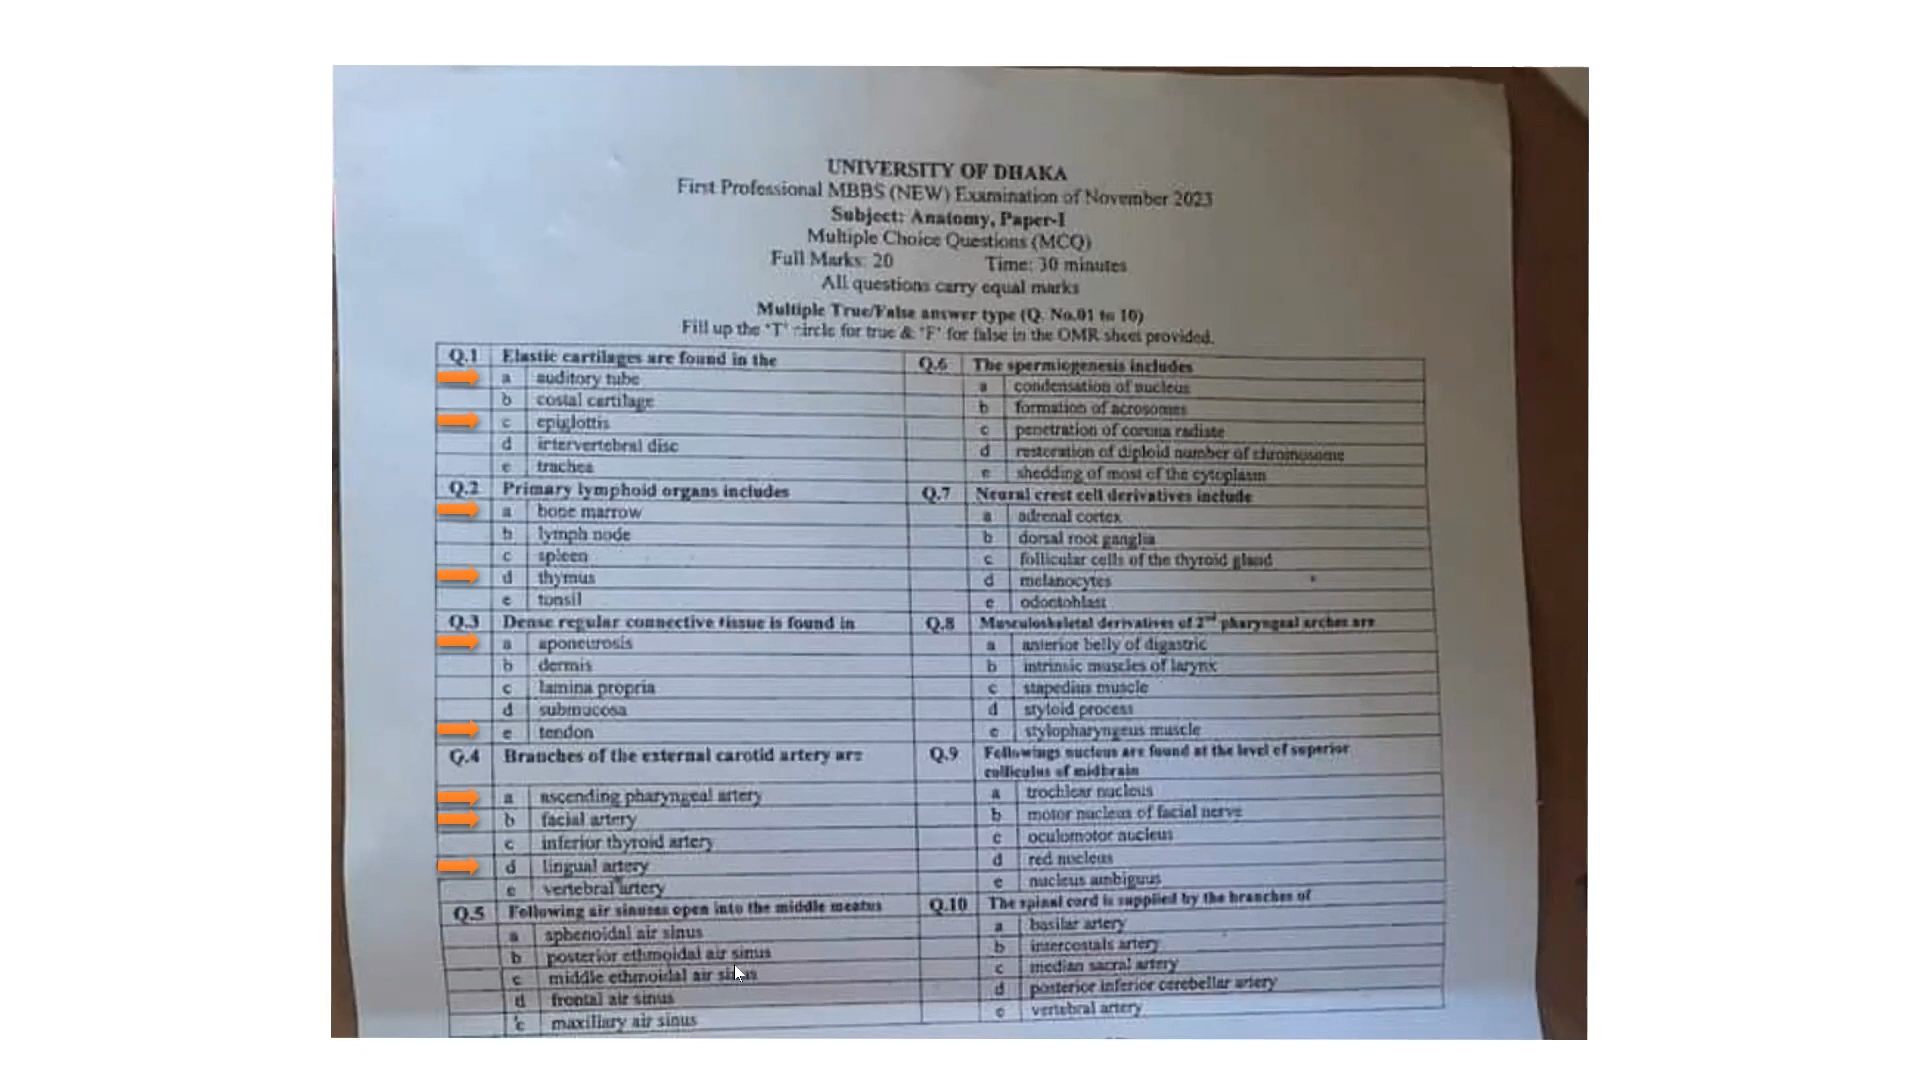 UNIVERSITY OF DHAKA
First Professional MBBS (NEW) Examination of November 2023
Subject: Anatomy, Paper-I
Multiple Choice Questions (MCQ)
Full Marks: 20 Time: 30 minutes
All questions carry equal marks
Multiple True/False answer type (Q. No.01 to 10)
Fill up the 'T' circle for true & 'F' for false in the OMR sheet provided.
Q.1 Elastic cartilages are found in the
a auditory tube
b costal cartilage
c epiglottis
d intervertebral disc
e trachea
Q.2 Primary lymphoid organs includes
a bone marrow
b lymph node
c spleen
d thymus
e tonsil
Q.3 Dense regular connective tissue is found in
a aponeurosis
b dermis
c lamina propria
d submucosa
e tendon
Q.4 Branches of the external carotid artery are
a ascending pharyngeal artery
b facial artery
c inferior thyroid artery
d lingual artery
e vertebral artery
Q.5 Following air sinuses open into the middle meatus
a sphenoidal air sinus
b posterior ethmoidal air sinus
c middle ethmoidal air sinus
d frontal air sinus
e maxiliary air sinus
Q.6 The spermiogenesis includes
a condensation of nucleus
b formation of acrosomes
c penetration of corona radiate
d restoration of diploid number of chromosome
e shedding of most of the cytoplasm
Q.7 Neural crest cell derivatives include
a adrenal cortex
b dorsal root ganglia
c follicular cells of the thyroid gland
d melanocytes
e odoctoblast
Q.8 Musculoskeletal derivatives of 2nd pharyngeal arches are
a anterior belly of digastric
b intrinsic muscles of larynx
c stapedius muscle
d styloid process
e stylopharyngeus muscle
Q.9 Followings nucleus are found at the level of superior
colliculus of midbrain
a trochlear nucleus
b motor nucleus of facial nerve
c oculomotor nucleus
d red nucleus
e nucleus ambiguus
Q.10 The spinal cord is supplied by the branches of
a basilar artery
b intercostals artery
c median sacral artery
d posterior inferior cerebellar artery
e vertebral artery